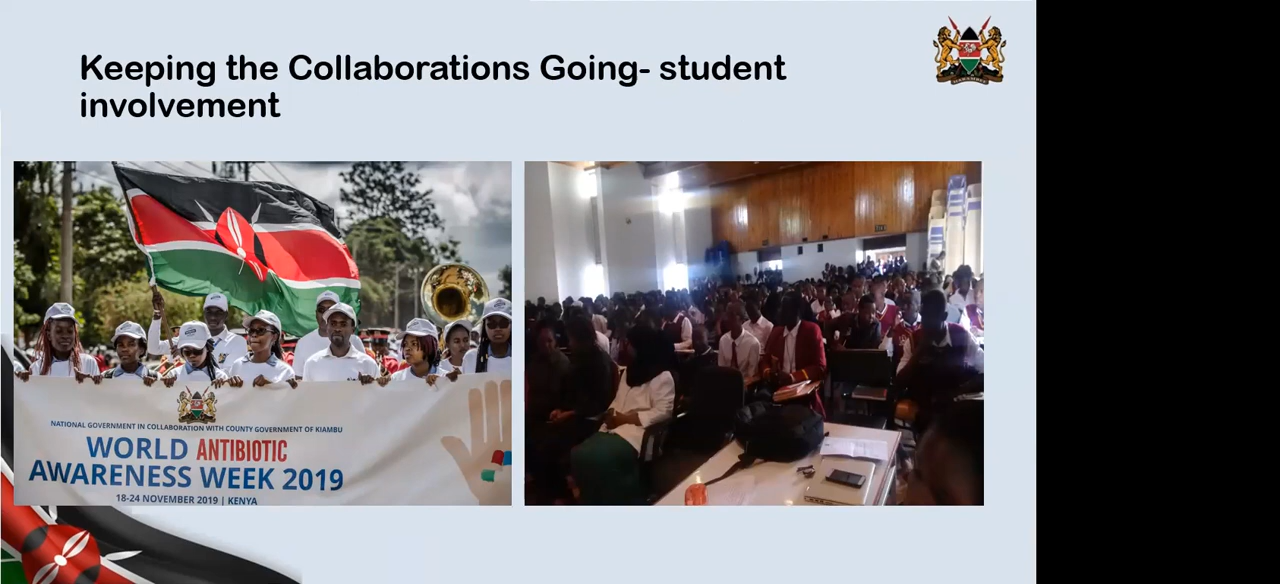 Keeping the Collaborations Going- student
involvement
NATIONAL GOVERNMENT IN COLLABORATION WITH COUNTY GOVERNMENT OF KIAMBU
WORLD ANTIBIOTIC
AWARENESS WEEK 2019
18-24 NOVEMBER 2019 | KENYA
EXIT